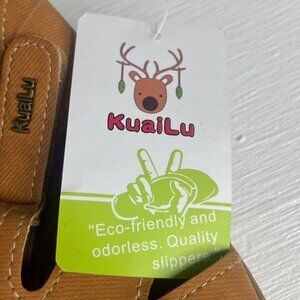 KuaiLu
KuaiLu
"Eco-friendly and
odorless. Quality
slippers."